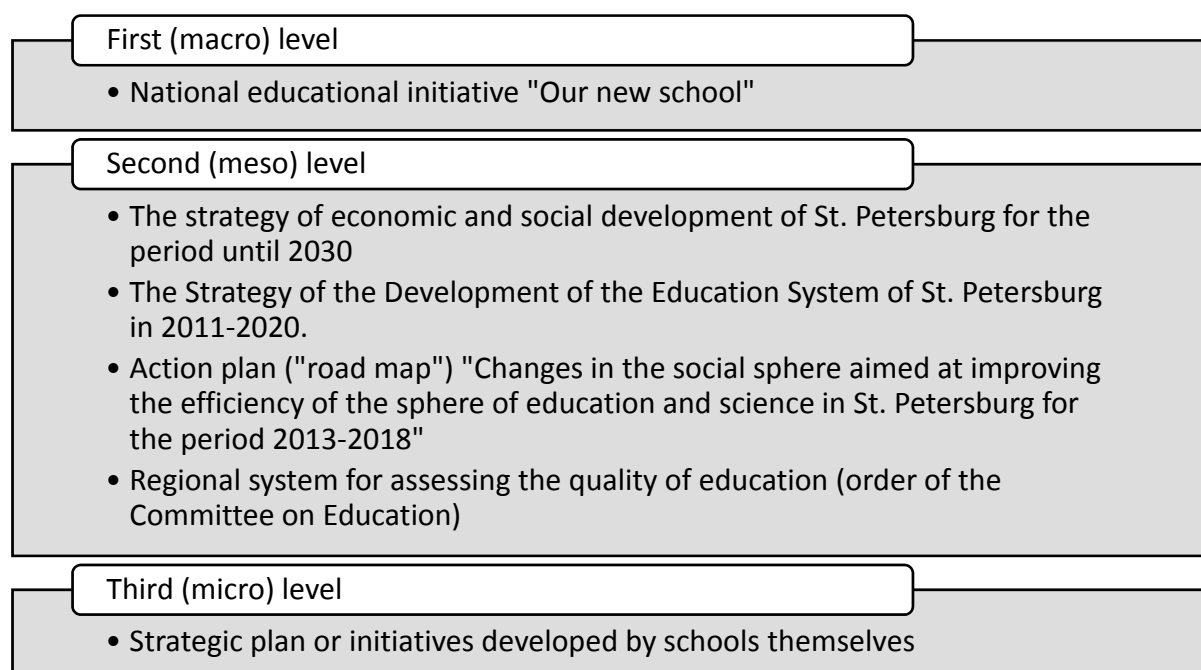 First (macro) level
• National educational initiative "Our new school"
Second (meso) level
• The strategy of economic and social development of St. Petersburg for the
period until 2030
• The Strategy of the Development of the Education System of St. Petersburg
in 2011-2020.
• Action plan ("road map") "Changes in the social sphere aimed at improving
the efficiency of the sphere of education and science in St. Petersburg for
the period 2013-2018"
• Regional system for assessing the quality of education (order of the
Committee on Education)
Third (micro) level
• Strategic plan or initiatives developed by schools themselves